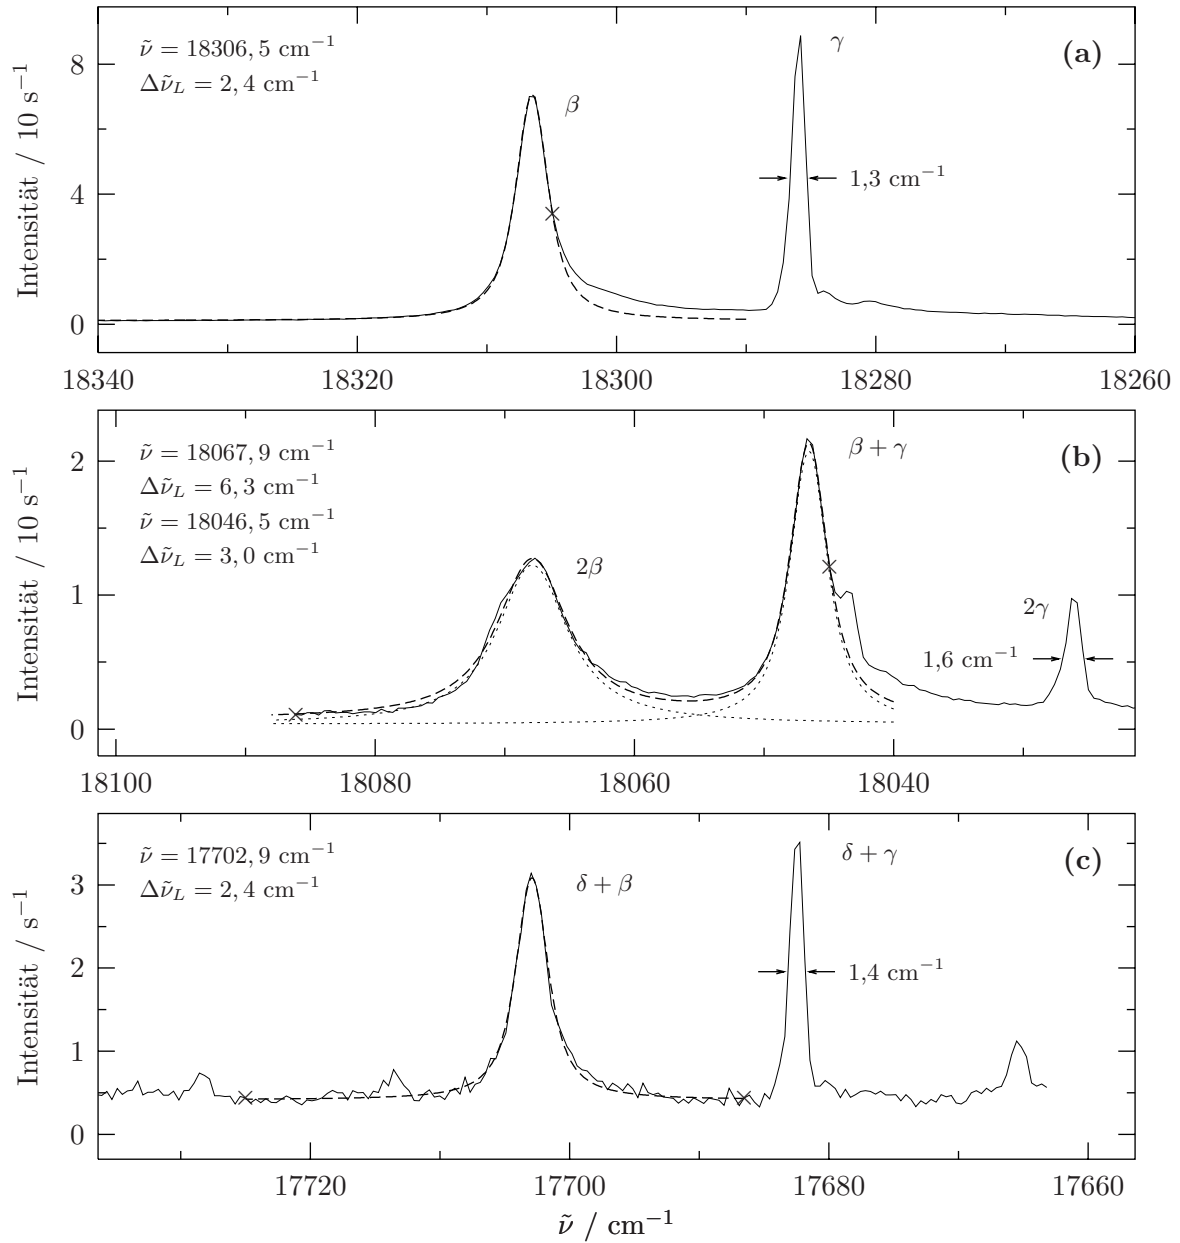 ν̃ = 18306, 5 cm⁻¹
Δν̃_L = 2, 4 cm⁻¹
β
γ
(a)
1,3 cm⁻¹
8
4
0
Intensität / 10 s⁻¹
18340
18320
18300
18280
18260
ν̃ = 18067, 9 cm⁻¹
Δν̃_L = 6, 3 cm⁻¹
ν̃ = 18046, 5 cm⁻¹
Δν̃_L = 3, 0 cm⁻¹
2β
β + γ
2γ
(b)
1,6 cm⁻¹
2
1
0
Intensität / 10 s⁻¹
18100
18080
18060
18040
ν̃ = 17702, 9 cm⁻¹
Δν̃_L = 2, 4 cm⁻¹
δ + β
δ + γ
(c)
1,4 cm⁻¹
3
2
1
0
Intensität / s⁻¹
17720
17700
17680
17660
ν̃ / cm⁻¹